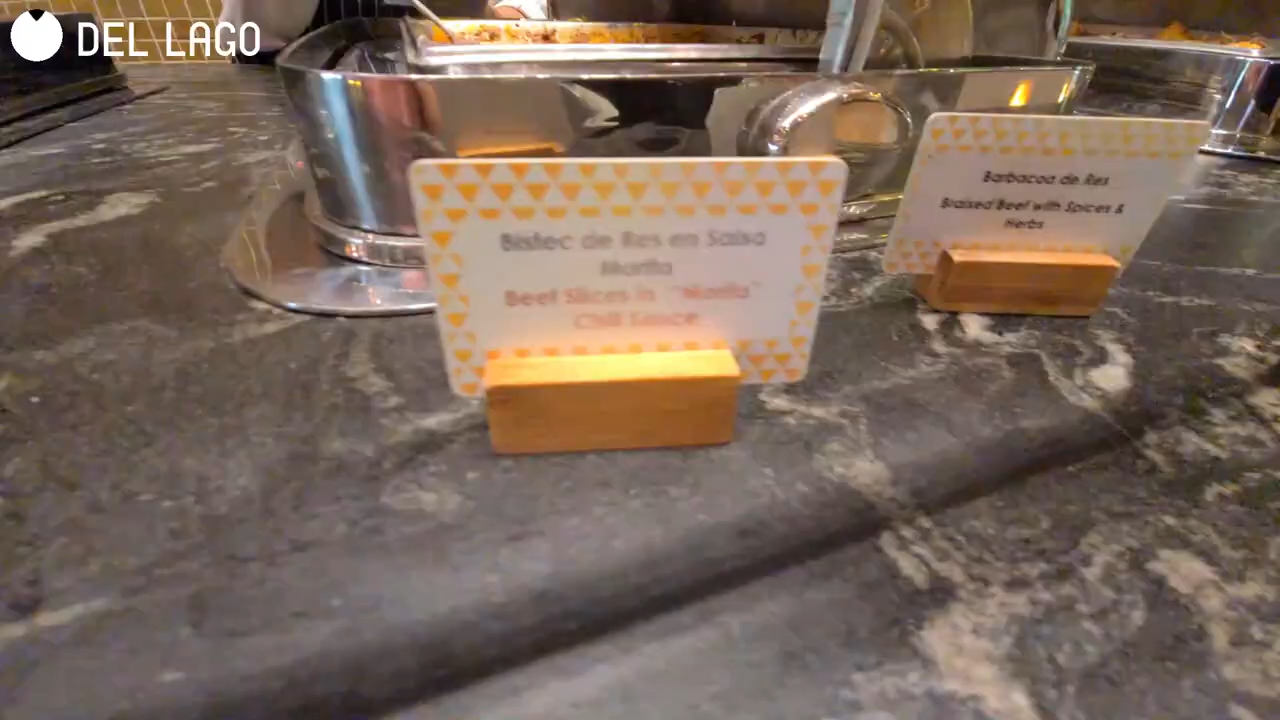 DEL LAGO
Bistec de Res en Salsa
Morita
Beef Slices in "Morita"
Chili Sauce
Barbacoa de Res
Braised Beef with Spices &
Herbs